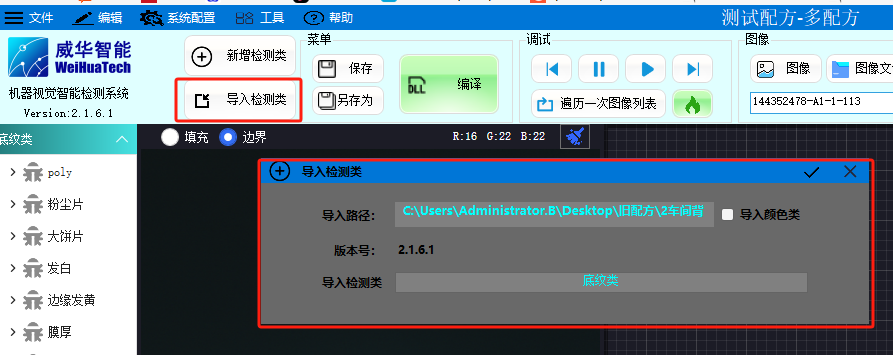 文件 编辑 系统配置 工具 帮助 测试配方-多配方
威华智能
WeiHuaTech
机器视觉智能检测系统
Version:2.1.6.1
新增检测类
导入检测类
菜单
保存
另存为
DLL 编译
调试
遍历一次图像列表
图像
图像 图像文
144352478-A1-1-113
底纹类
poly
粉尘片
大饼片
发白
边缘发黄
膜厚
填充 边界 R:16 G:22 B:22
导入检测类
导入路径: C:\Users\Administrator.B\Desktop\旧配方\2车间背 导入颜色类
版本号: 2.1.6.1
导入检测类 底纹类